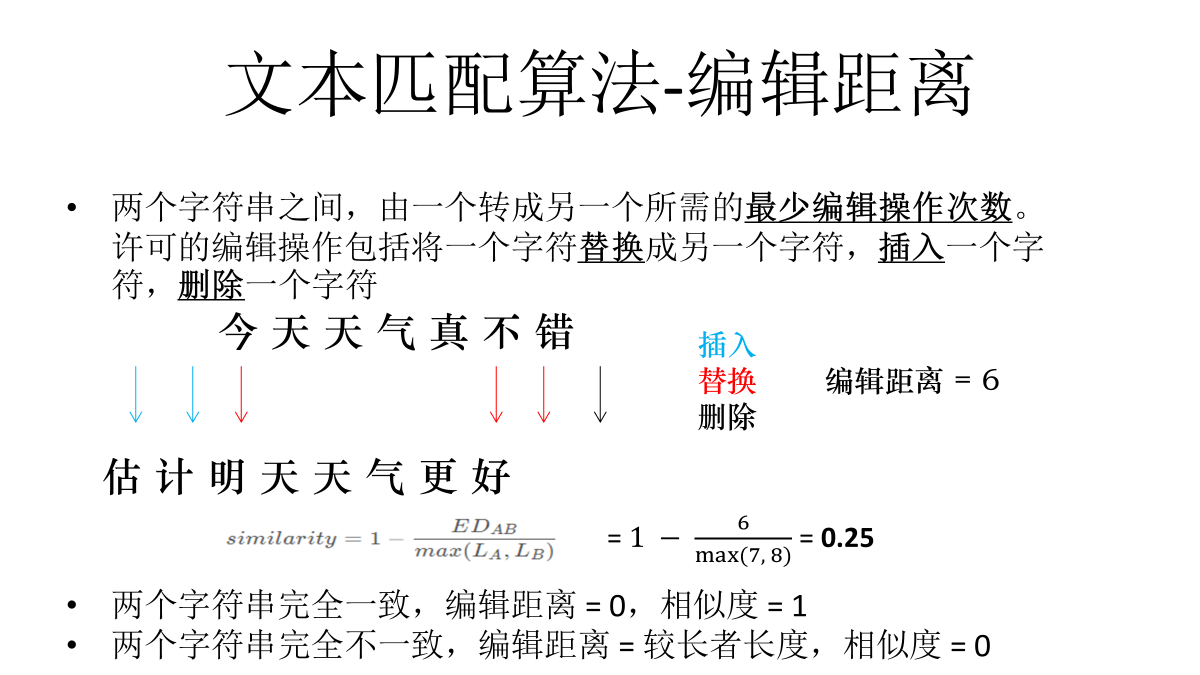 文本匹配算法-编辑距离
• 两个字符串之间，由一个转成另一个所需的最少编辑操作次数。
许可的编辑操作包括将一个字符替换成另一个字符，插入一个字
符，删除一个字符
今 天 天 气 真 不 错
插入
替换
删除
编辑距离 = 6
估 计 明 天 天 气 更 好
similarity = 1 − ED_AB / max(L_A, L_B) = 1 − 6 / max(7, 8) = 0.25
• 两个字符串完全一致，编辑距离 = 0，相似度 = 1
• 两个字符串完全不一致，编辑距离 = 较长者长度，相似度 = 0